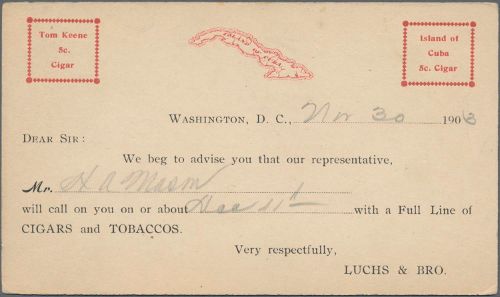 Tom Keene
5c.
Cigar
ISLAND OF CUBA
Island of
Cuba
5c. Cigar
WASHINGTON, D. C., Nov 30 1903
DEAR SIR:
We beg to advise you that our representative,
Mr. H A Mason
will call on you on or about Dec 11th with a Full Line of
CIGARS and TOBACCOS.
Very respectfully,
LUCHS & BRO.